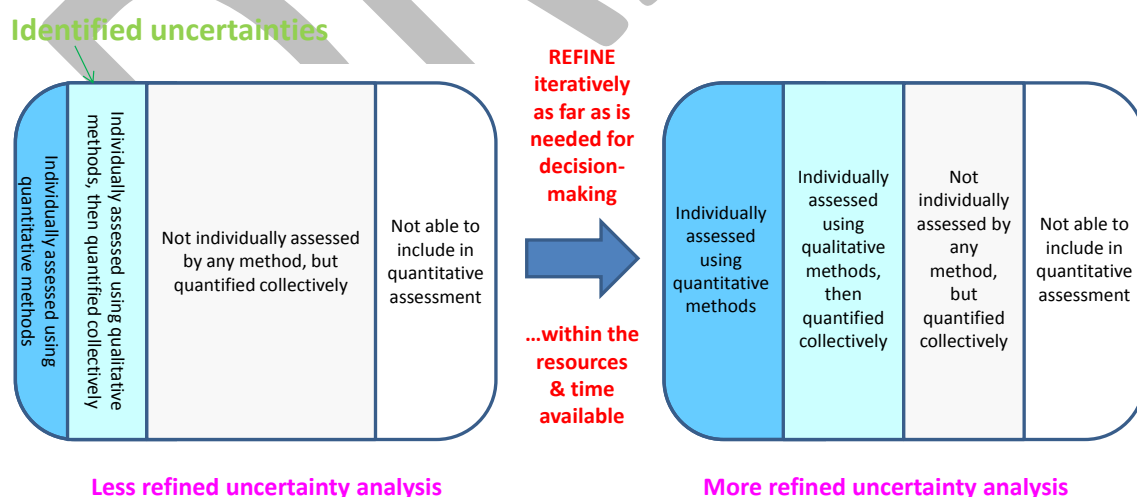 Identified uncertainties
Individually assessed using
quantitative methods
Individually assessed using qualitative
methods, then quantified collectively
Not individually assessed
by any method, but
quantified collectively
Not able to
include in
quantitative
assessment
REFINE
iteratively
as far as is
needed for
decision-
making
...within the
resources
& time
available
Individually
assessed
using
quantitative
methods
Individually
assessed
using
qualitative
methods,
then
quantified
collectively
Not
individually
assessed by
any
method,
but
quantified
collectively
Not able to
include in
quantitative
assessment
Less refined uncertainty analysis
More refined uncertainty analysis